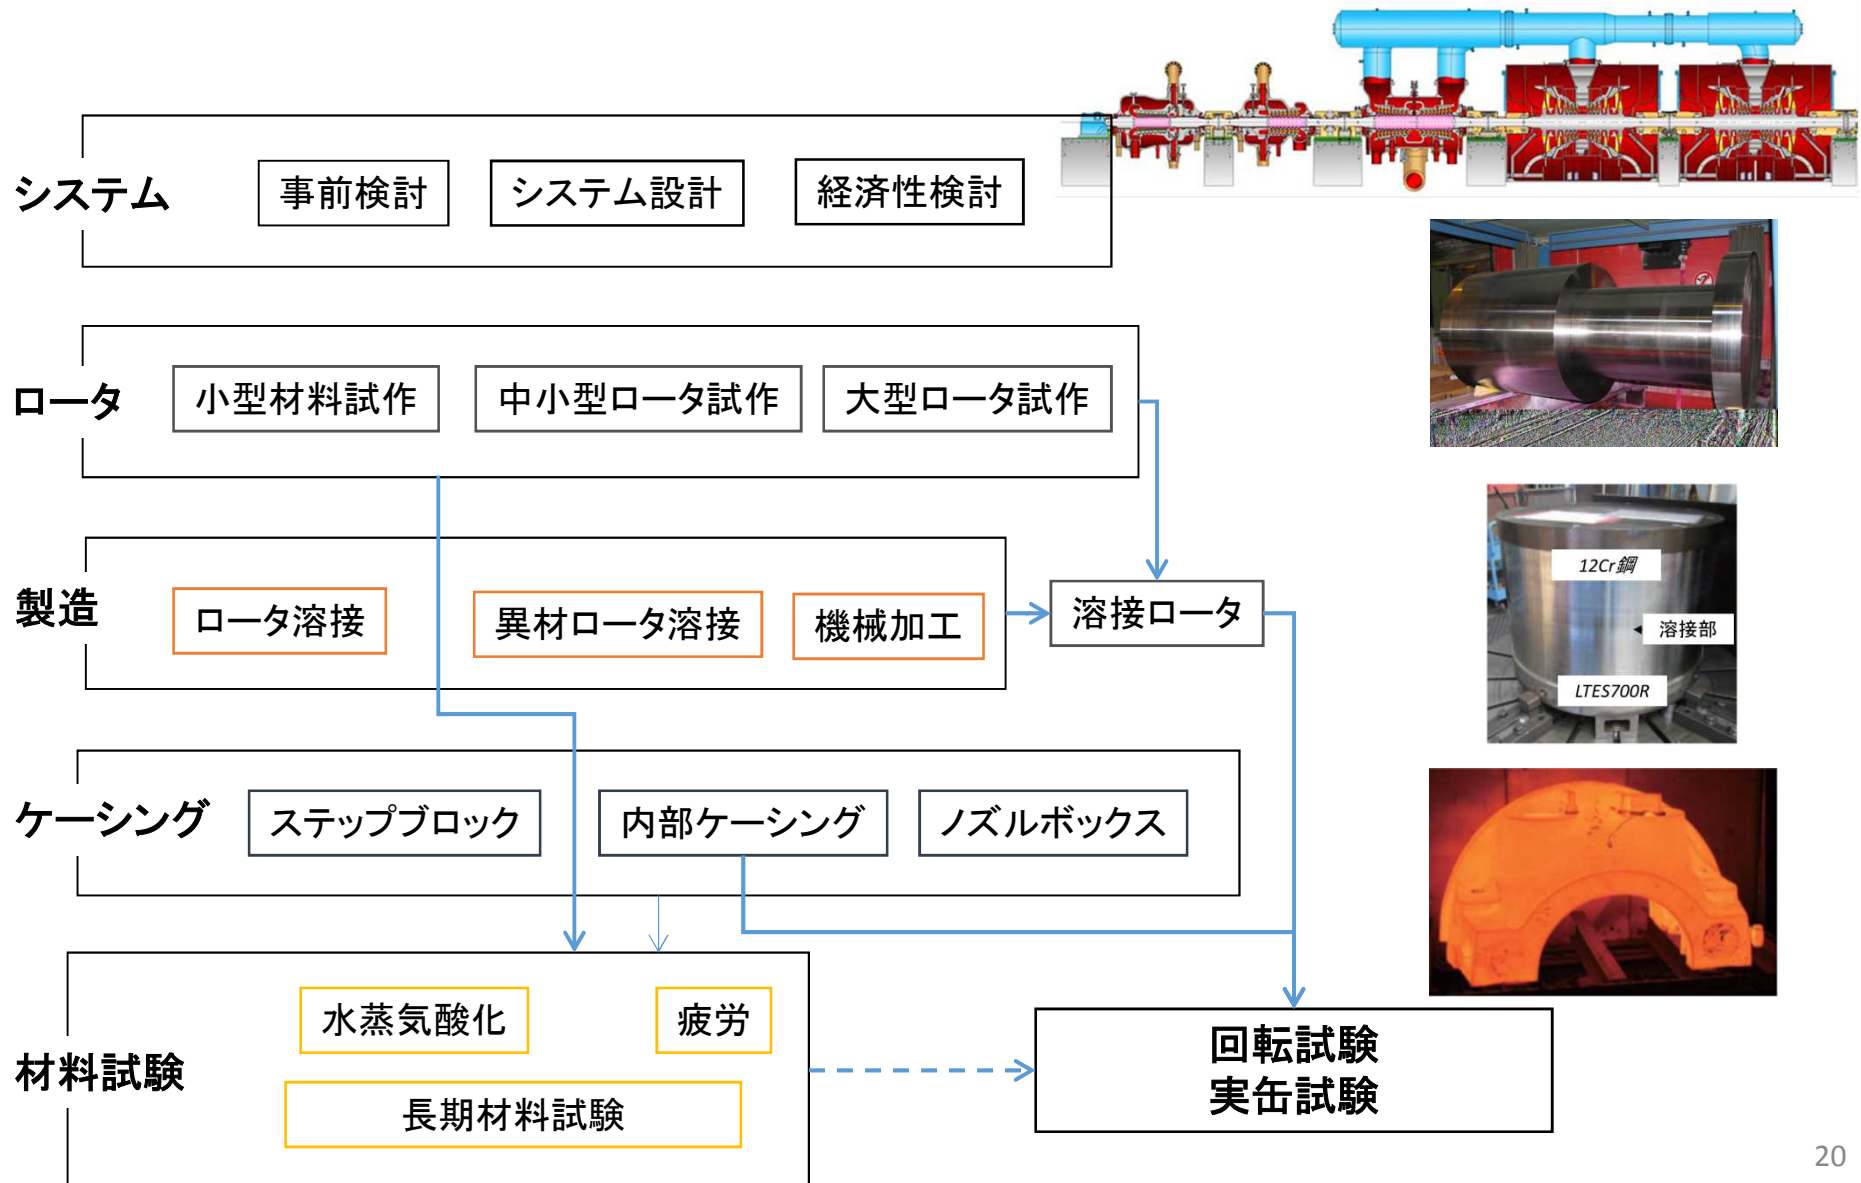 システム
事前検討
システム設計
経済性検討
ロータ
小型材料試作
中小型ロータ試作
大型ロータ試作
製造
ロータ溶接
異材ロータ溶接
機械加工
溶接ロータ
12Cr鋼
溶接部
LTES700R
ケーシング
ステップブロック
内部ケーシング
ノズルボックス
材料試験
水蒸気酸化
疲労
長期材料試験
回転試験
実缶試験
20